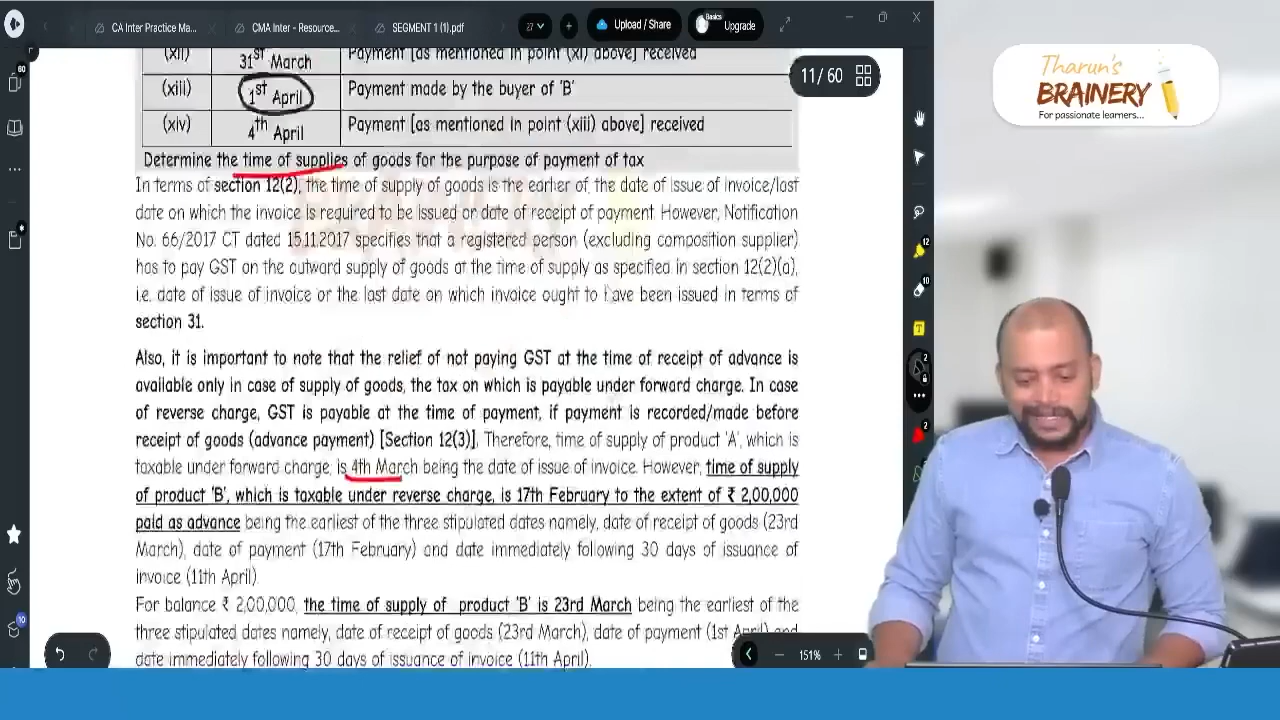 CA Inter Practice Ma...
CMA Inter - Resource...
SEGMENT 1 (1).pdf
27
Upload / Share
Basics
Upgrade
(xii) 31st March Payment [as mentioned in point (xi) above] received
(xiii) 1st April Payment made by the buyer of 'B'
(xiv) 4th April Payment [as mentioned in point (xiii) above] received
Determine the time of supplies of goods for the purpose of payment of tax
In terms of section 12(2), the time of supply of goods is the earlier of, the date of issue of invoice/last
date on which the invoice is required to be issued or date of receipt of payment. However, Notification
No. 66/2017 CT dated 15.11.2017 specifies that a registered person (excluding composition supplier)
has to pay GST on the outward supply of goods at the time of supply as specified in section 12(2)(a),
i.e. date of issue of invoice or the last date on which invoice ought to have been issued in terms of
section 31.
Also, it is important to note that the relief of not paying GST at the time of receipt of advance is
available only in case of supply of goods, the tax on which is payable under forward charge. In case
of reverse charge, GST is payable at the time of payment, if payment is recorded/made before
receipt of goods (advance payment) [Section 12(3)]. Therefore, time of supply of product 'A', which is
taxable under forward charge, is 4th March being the date of issue of invoice. However, time of supply
of product 'B', which is taxable under reverse charge, is 17th February to the extent of ₹ 2,00,000
paid as advance being the earliest of the three stipulated dates namely, date of receipt of goods (23rd
March), date of payment (17th February) and date immediately following 30 days of issuance of
invoice (11th April).
For balance ₹ 2,00,000, the time of supply of product 'B' is 23rd March being the earliest of the
three stipulated dates namely, date of receipt of goods (23rd March), date of payment (1st April) and
date immediately following 30 days of issuance of invoice (11th April).
11/60
151%
60
12
10
2
2
10
Tharun's
BRAINERY
For passionate learners...